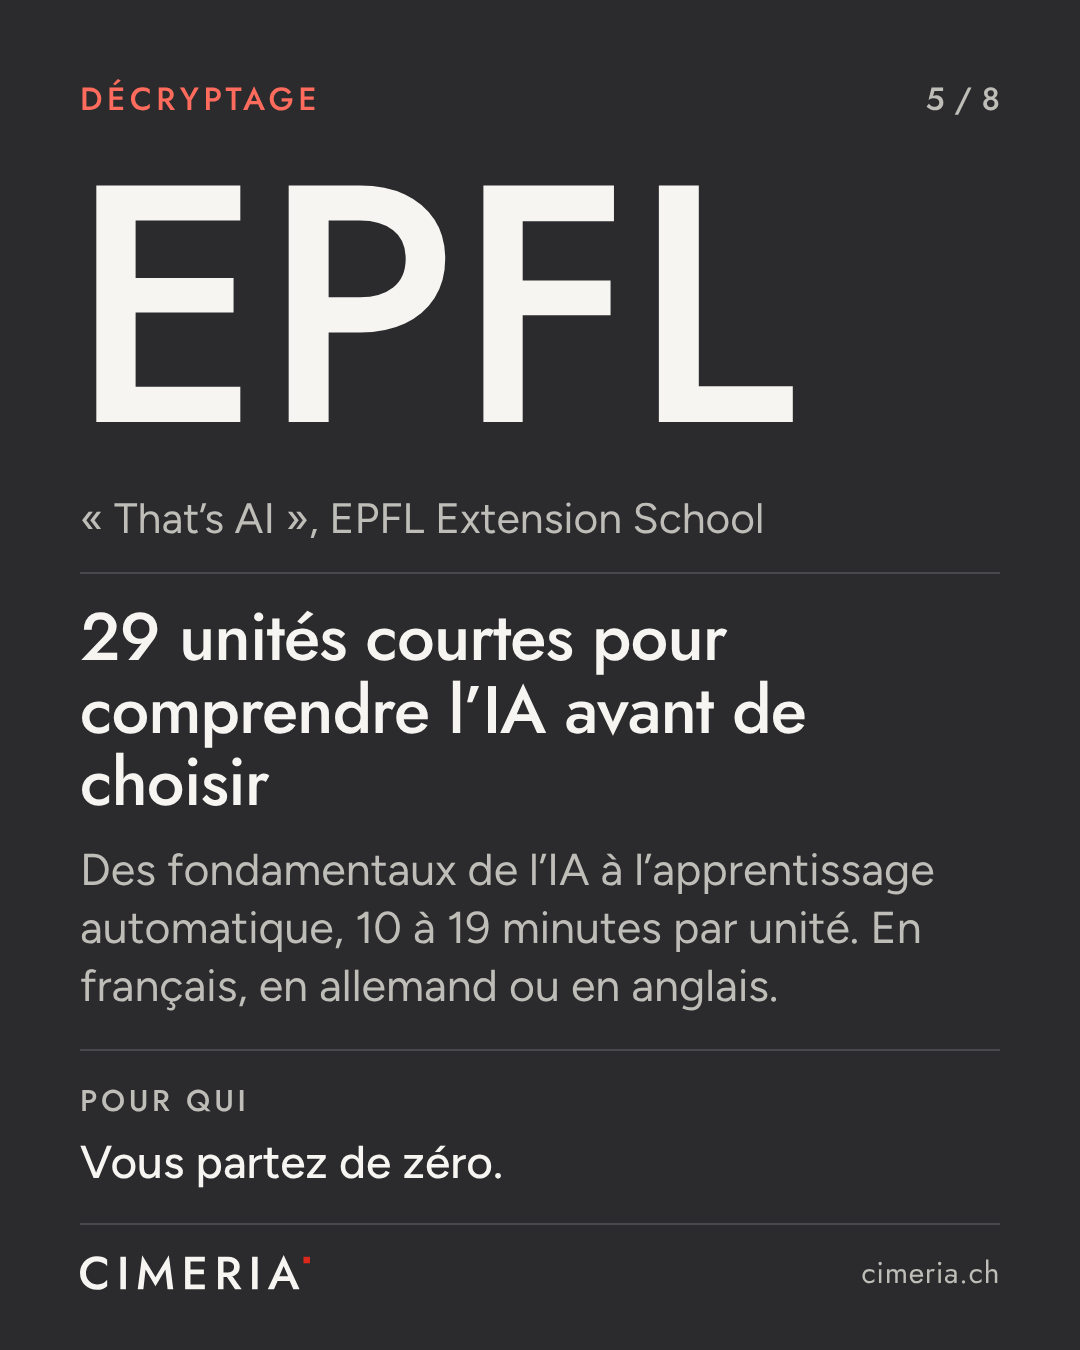 DÉCRYPTAGE
5 / 8
EPFL
« That’s AI », EPFL Extension School
29 unités courtes pour
comprendre l’IA avant de
choisir
Des fondamentaux de l’IA à l’apprentissage
automatique, 10 à 19 minutes par unité. En
français, en allemand ou en anglais.
POUR QUI
Vous partez de zéro.
CIMERIA
cimeria.ch